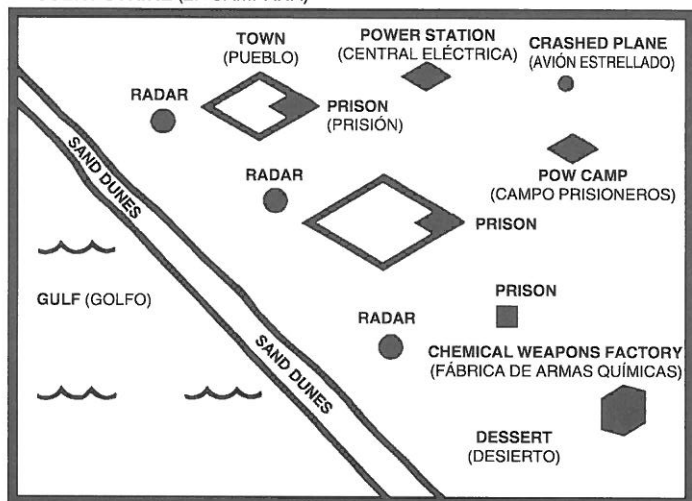 TOWN
(PUEBLO)
POWER STATION
(CENTRAL ELÉCTRICA)
CRASHED PLANE
(AVIÓN ESTRELLADO)
RADAR
PRISON
(PRISIÓN)
SAND DUNES
RADAR
POW CAMP
(CAMPO PRISIONEROS)
PRISON
GULF (GOLFO)
PRISON
RADAR
SAND DUNES
CHEMICAL WEAPONS FACTORY
(FÁBRICA DE ARMAS QUÍMICAS)
DESSERT
(DESIERTO)